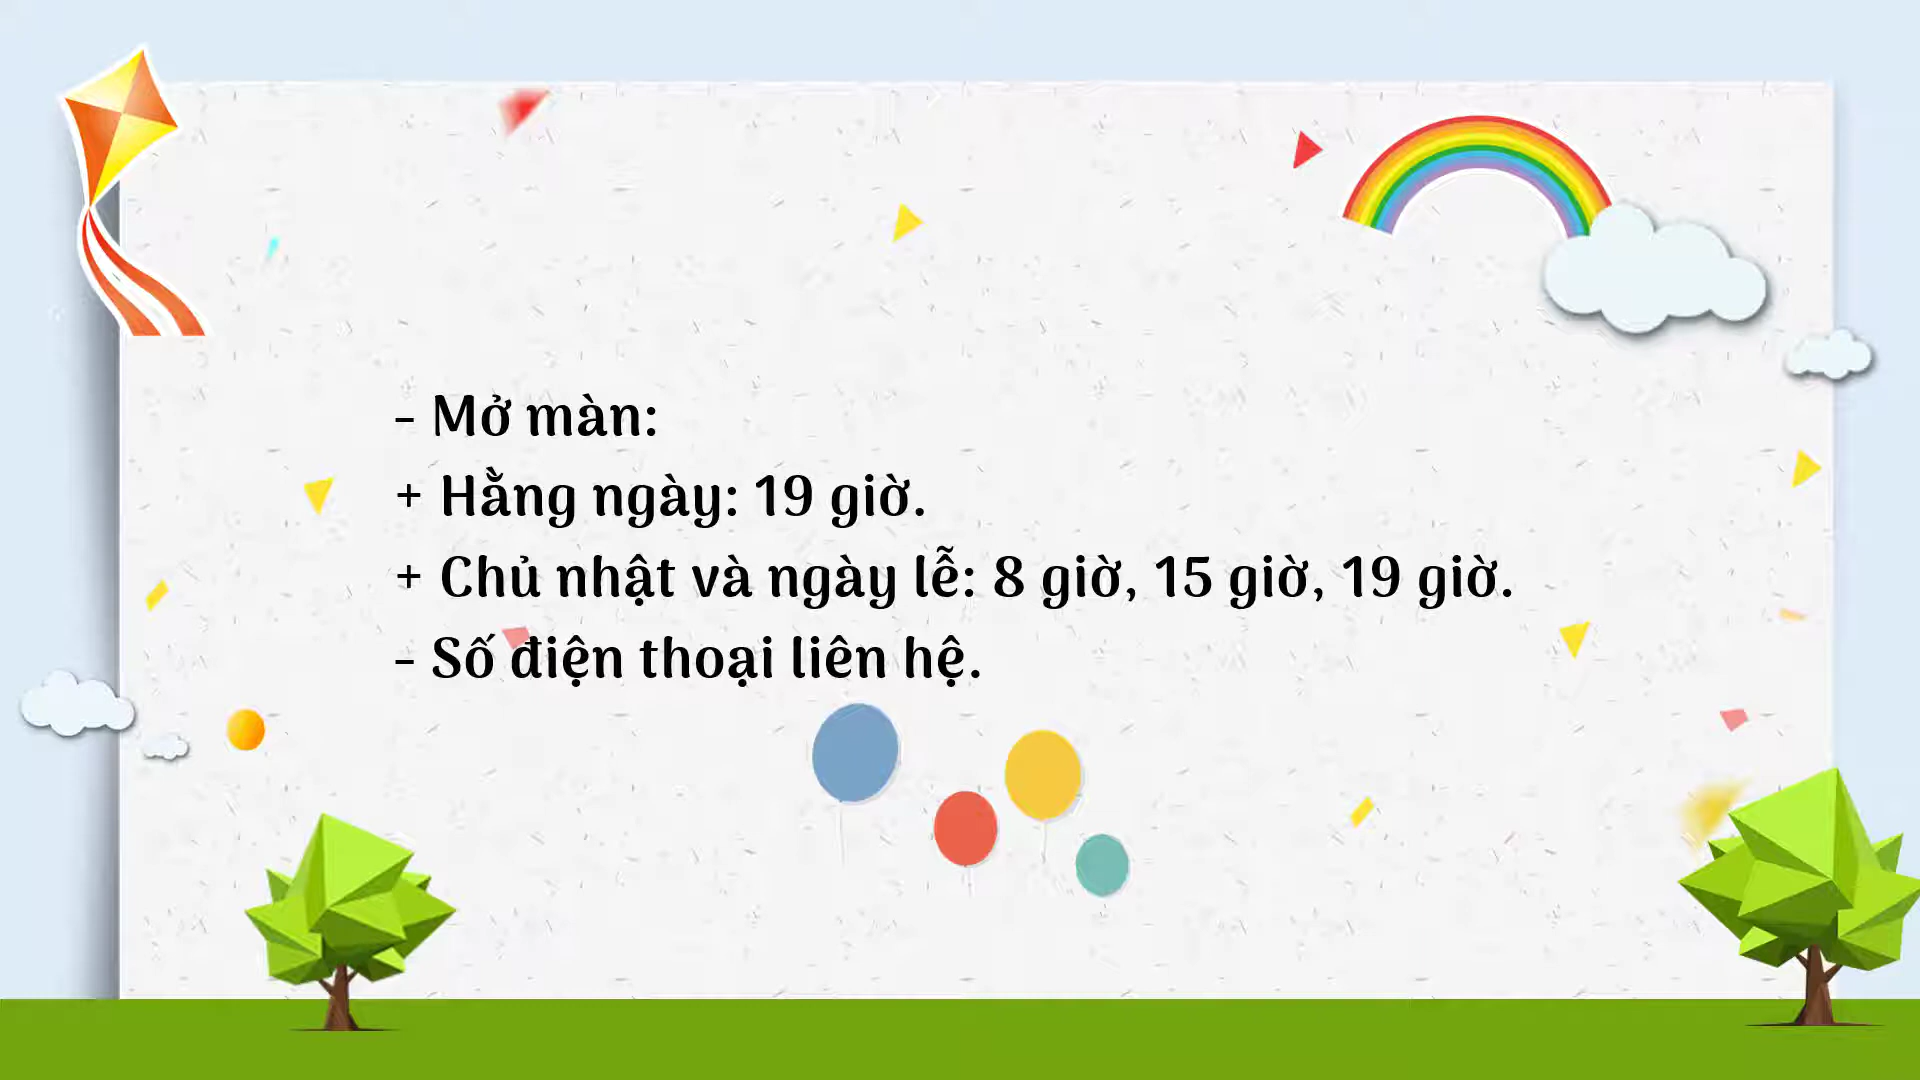 - Mở màn:
+ Hằng ngày: 19 giờ.
+ Chủ nhật và ngày lễ: 8 giờ, 15 giờ, 19 giờ.
- Số điện thoại liên hệ.